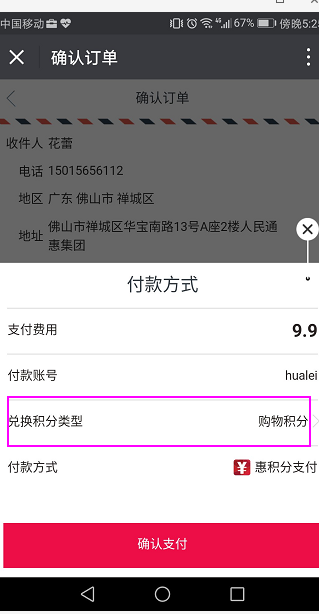 中国移动 4G 67% 傍晚5:25
确认订单
确认订单
收件人 花蕾
电话 15015656112
地区 广东 佛山市 禅城区
地址 佛山市禅城区华宝南路13号A座2楼人民通
惠集团
付款方式
支付费用 9.9
付款账号 hualei
兑换积分类型 购物积分
付款方式 惠积分支付
确认支付